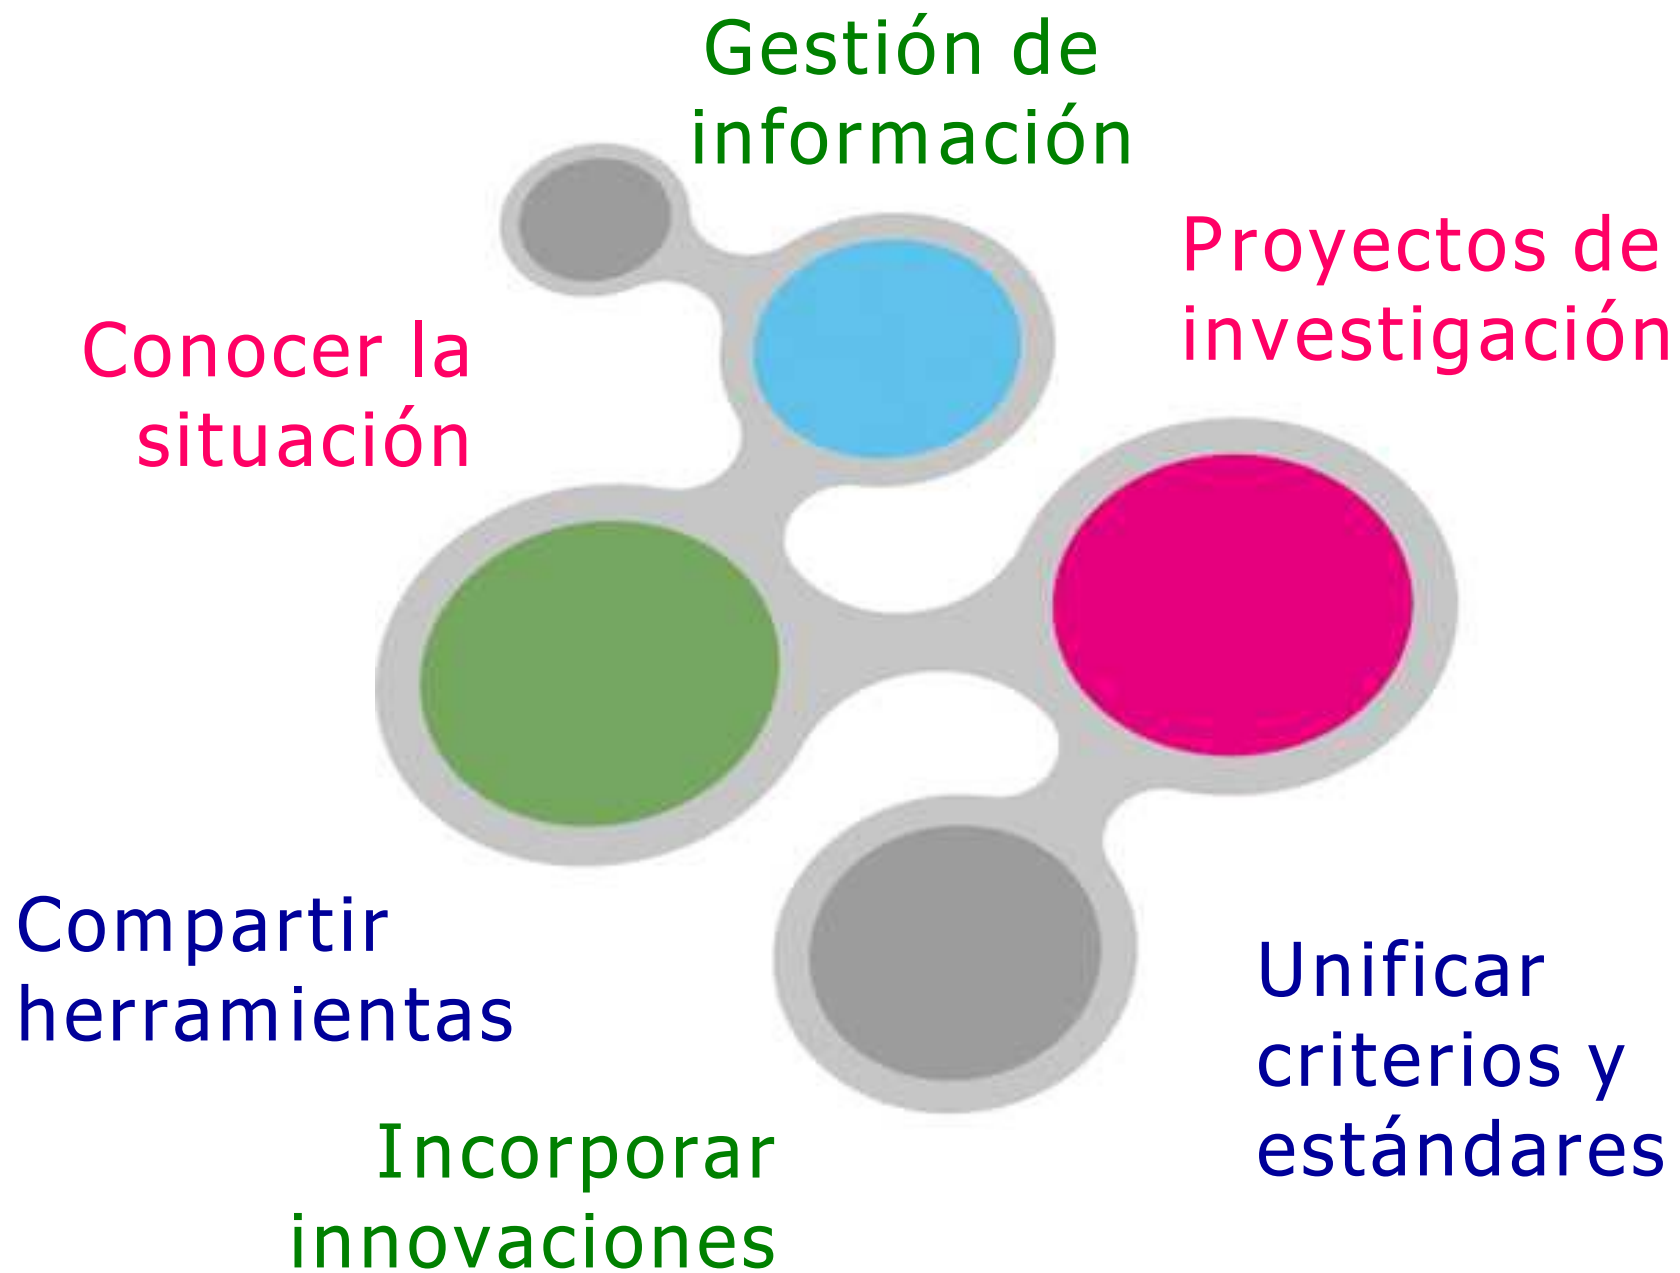 Gestión de
información
Proyectos de
investigación
Conocer la
situación
Compartir
herramientas
Unificar
criterios y
estándares
Incorporar
innovaciones